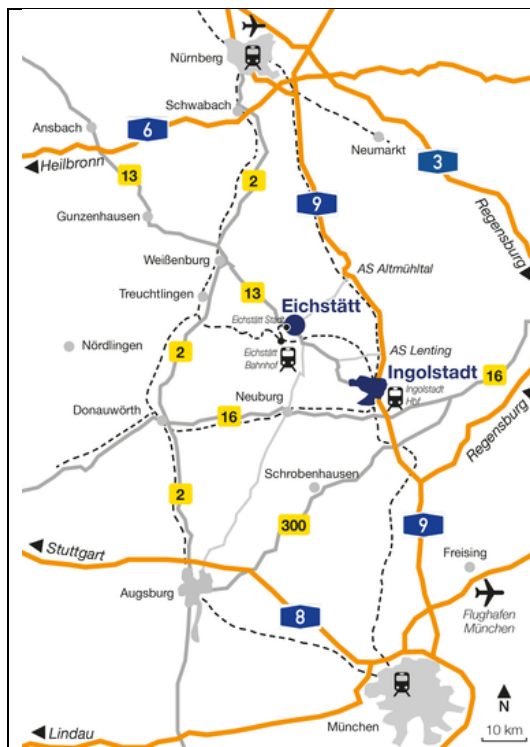 Nürnberg
Schwabach
Ansbach
6
Neumarkt
Heilbronn
3
13
2
Gunzenhausen
9
Regensburg
Weißenburg
AS Altmühltal
13
Treuchtlingen
Eichstätt
Eichstätt Stadt
Nördlingen
2
Eichstätt
Bahnhof
AS Lenting
Ingolstadt
16
Ingolstadt
Hbf
Neuburg
Donauwörth
16
Regensburg
Schrobenhausen
2
300
9
Stuttgart
Freising
Augsburg
8
Flughafen
München
N
München
Lindau
10 km